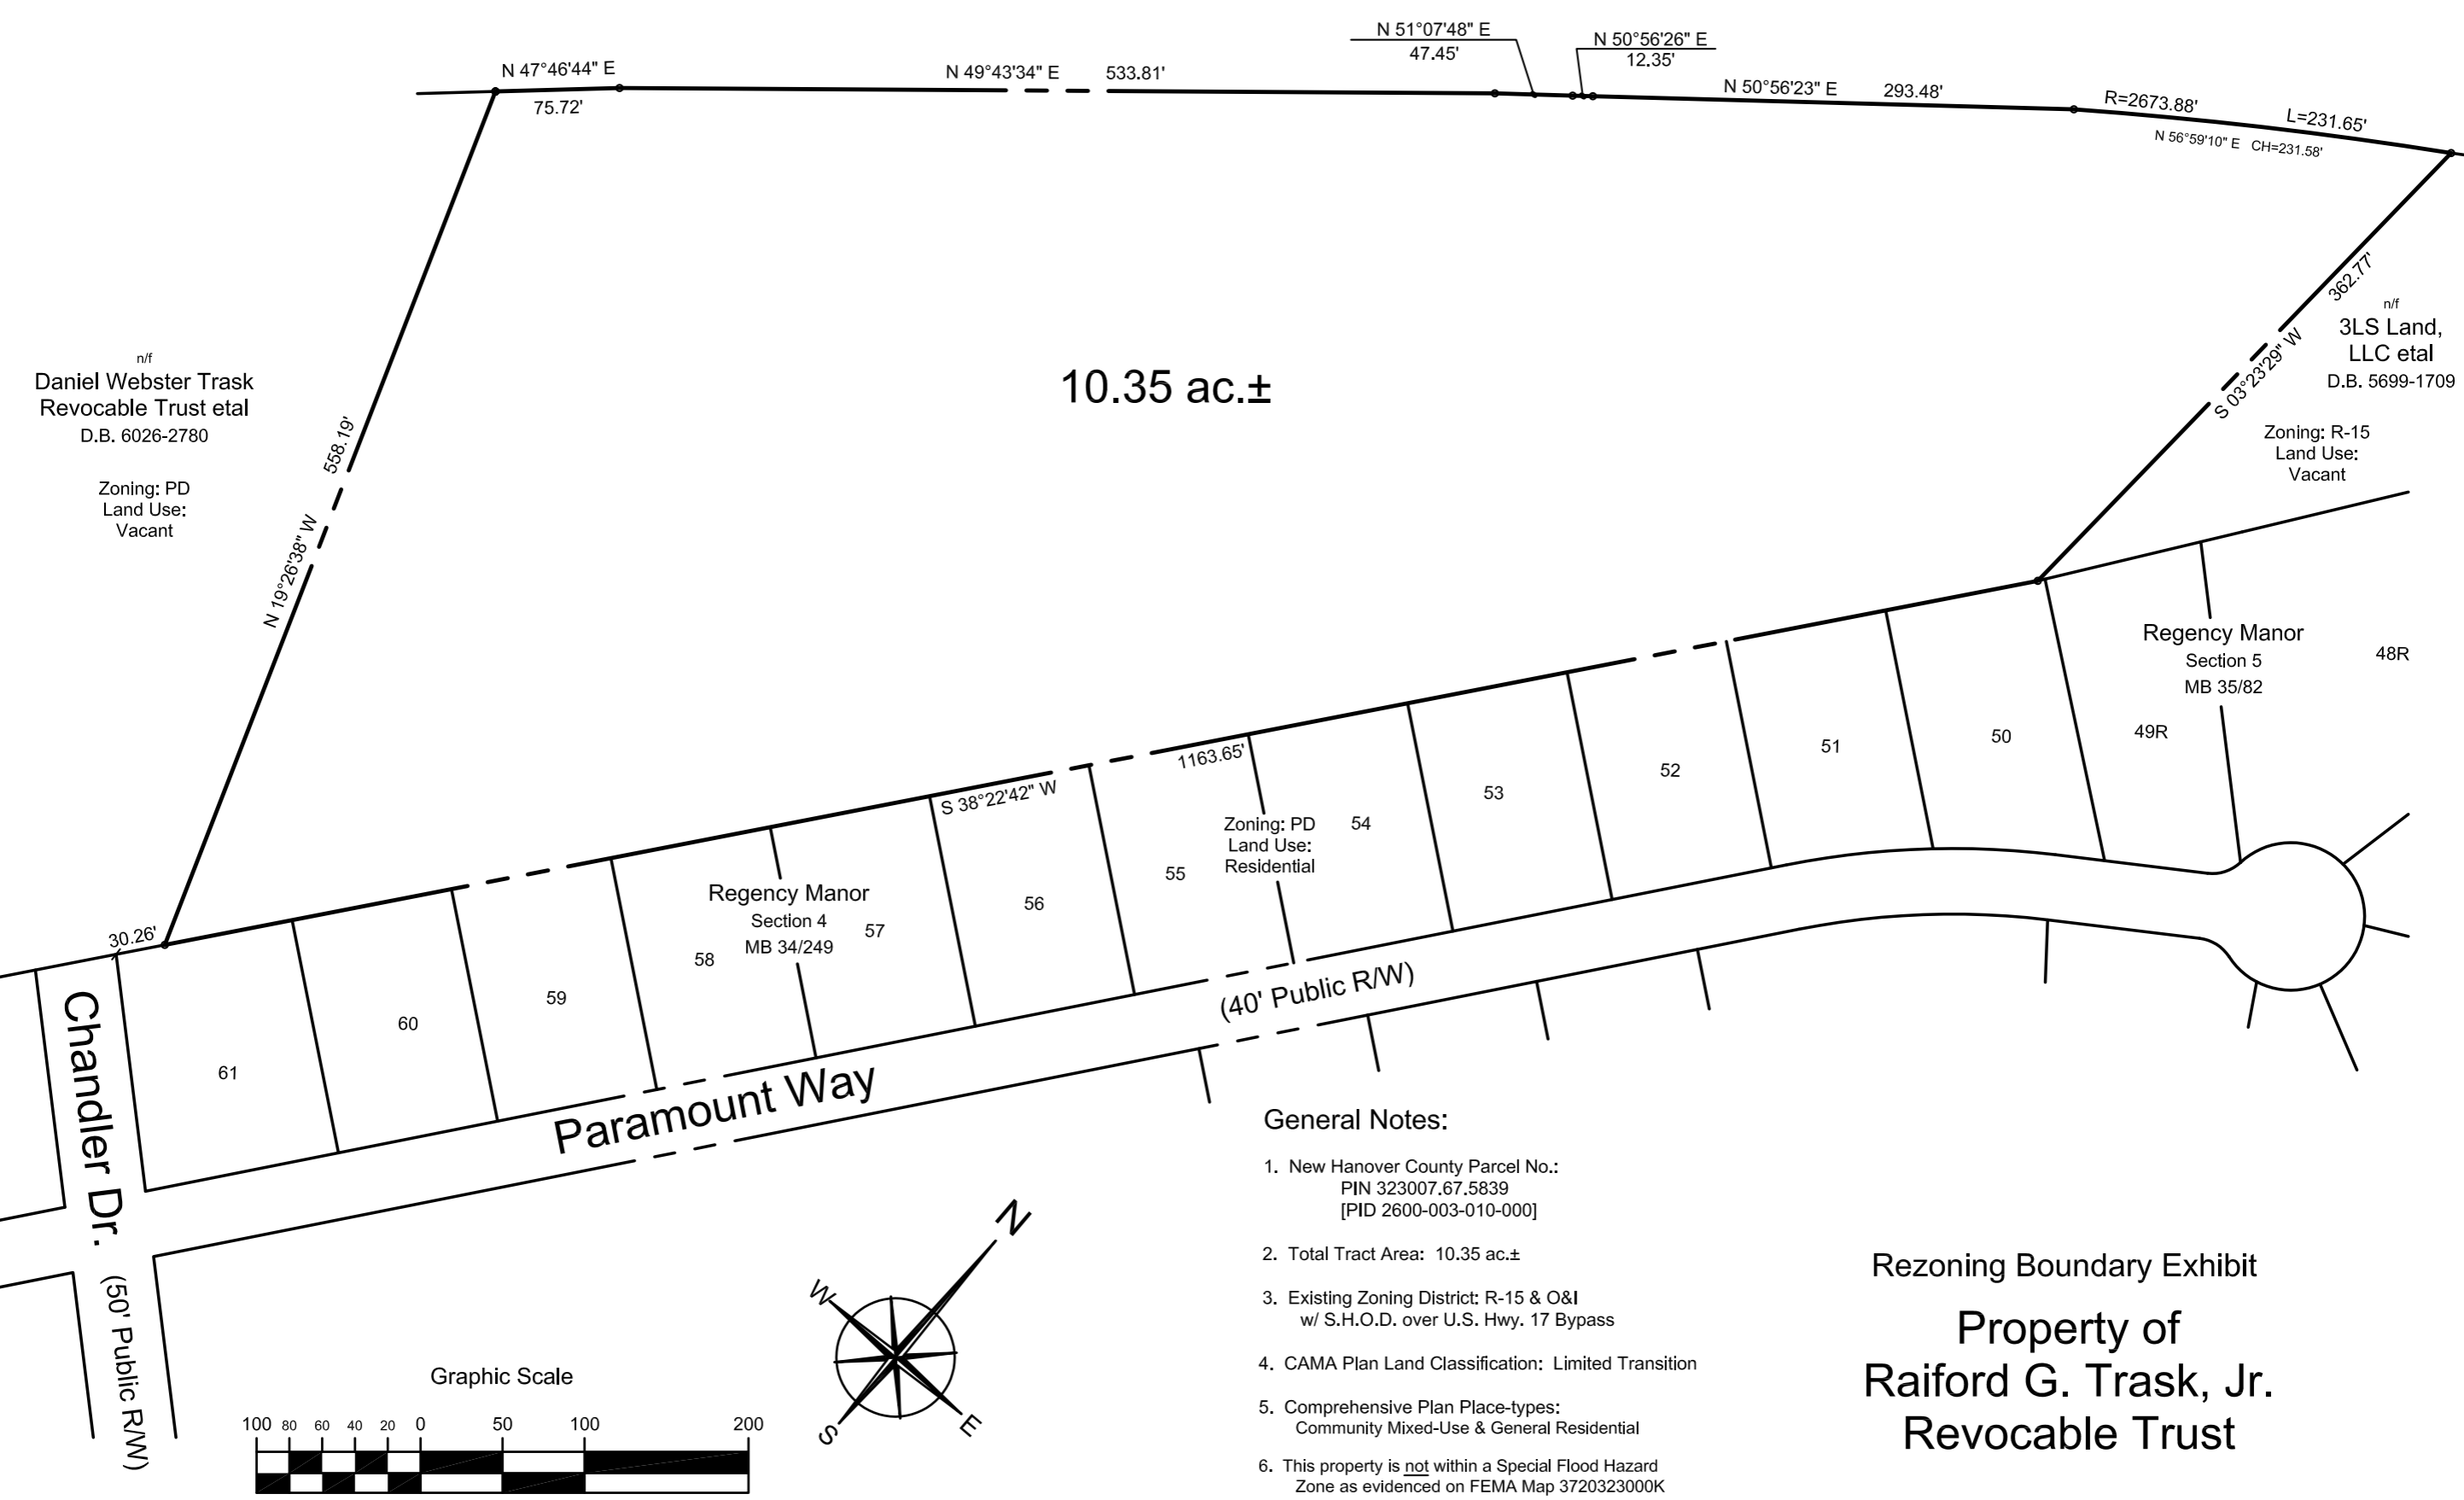 N 47°46'44" E
75.72'
N 49°43'34" E 533.81'
N 51°07'48" E
47.45'
N 50°56'26" E
12.35'
N 50°56'23" E 293.48'
R=2673.88'
L=231.65'
N 56°59'10" E CH=231.58'
362.77'
S 03°23'29" W
n/f
3LS Land,
LLC etal
D.B. 5699-1709
Zoning: R-15
Land Use:
Vacant
n/f
Daniel Webster Trask
Revocable Trust etal
D.B. 6026-2780
Zoning: PD
Land Use:
Vacant
558.19'
N 19°26'38" W
10.35 ac.±
Regency Manor
Section 5
MB 35/82
48R
49R
50
51
52
53
54
1163.65'
S 38°22'42" W
Zoning: PD
Land Use:
Residential
55
56
57
Regency Manor
Section 4
MB 34/249
58
59
60
61
30.26'
Chandler Dr.
(50' Public R/W)
Paramount Way
(40' Public R/W)
General Notes:
1. New Hanover County Parcel No.:
PIN 323007.67.5839
[PID 2600-003-010-000]
2. Total Tract Area: 10.35 ac.±
3. Existing Zoning District: R-15 & O&I
w/ S.H.O.D. over U.S. Hwy. 17 Bypass
4. CAMA Plan Land Classification: Limited Transition
5. Comprehensive Plan Place-types:
Community Mixed-Use & General Residential
6. This property is not within a Special Flood Hazard
Zone as evidenced on FEMA Map 3720323000K
N
W
E
S
Graphic Scale
100 80 60 40 20 0 50 100 200
Rezoning Boundary Exhibit
Property of
Raiford G. Trask, Jr.
Revocable Trust